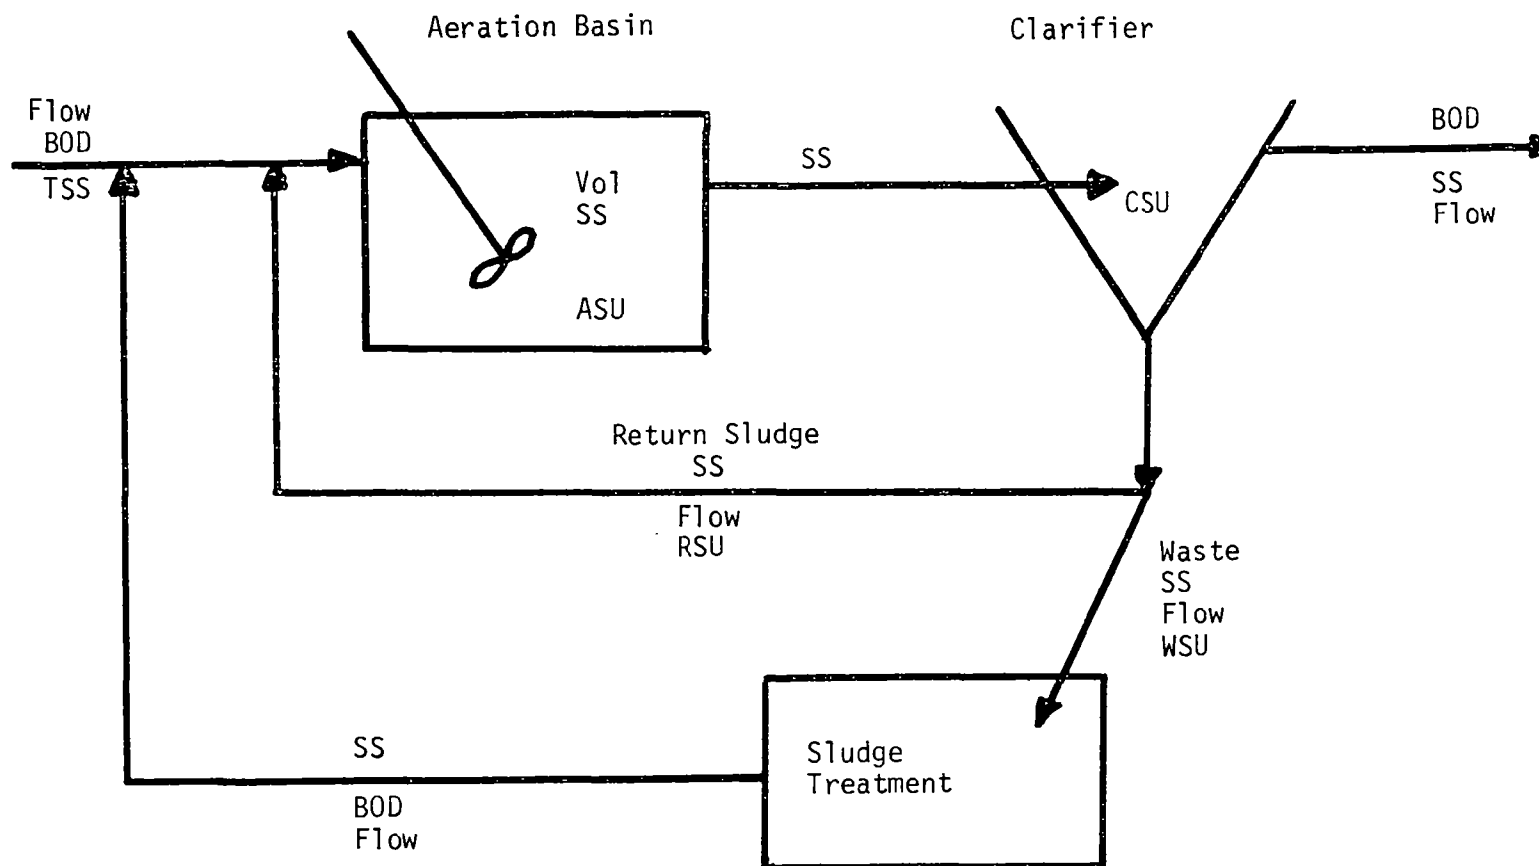 Aeration Basin
Clarifier
Flow
BOD
TSS
Vol
SS
ASU
SS
CSU
BOD
SS
Flow
Return Sludge
SS
Flow
RSU
Waste
SS
Flow
WSU
Sludge
Treatment
SS
BOD
Flow